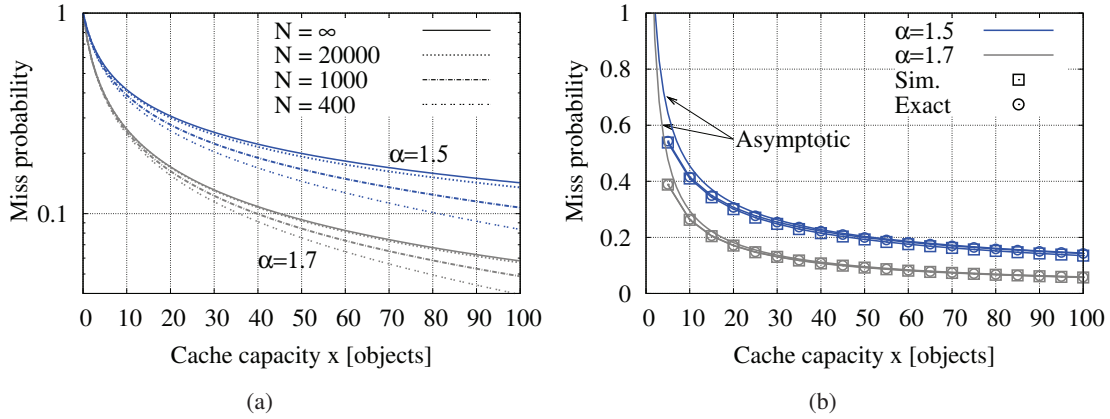 1
0.1
Miss probability
N = ∞
N = 20000
N = 1000
N = 400
α=1.5
α=1.7
0 10 20 30 40 50 60 70 80 90 100
Cache capacity x [objects]
(a)
1
0.8
0.6
0.4
0.2
0
Miss probability
α=1.5
α=1.7
Sim.
Exact
Asymptotic
0 10 20 30 40 50 60 70 80 90 100
Cache capacity x [objects]
(b)